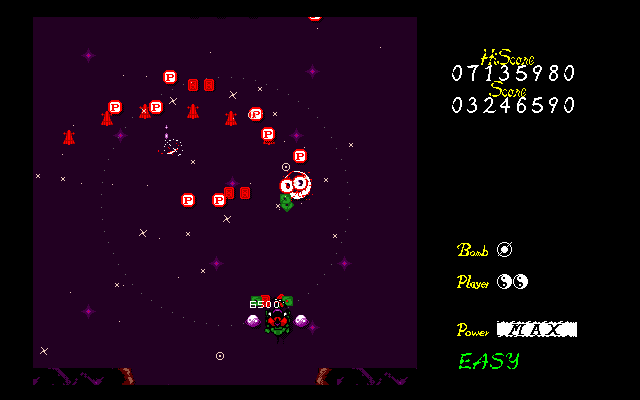 HiScore
07135980
Score
03246590
P
P
P
P
P
P
P
P
6500
Bomb
Player
Power MAX
EASY